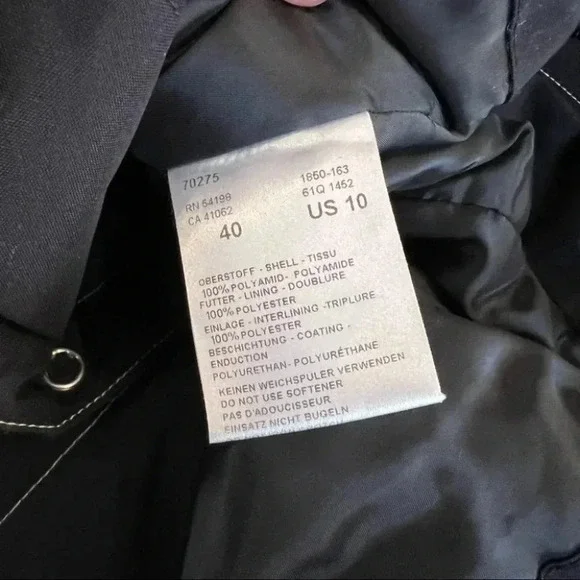 70275 1850-163
RN 54198 61Q 1452
CA 41062
40 US 10
OBERSTOFF - SHELL - TISSU
100% POLYAMID- POLYAMIDE
FUTTER - LINING - DOUBLURE
100% POLYESTER
EINLAGE - INTERLINING - TRIPLURE
100% POLYESTER
BESCHICHTUNG - COATING -
ENDUCTION
POLYURETHAN- POLYURÉTHANE
KEINEN WEICHSPULER VERWENDEN
DO NOT USE SOFTENER
PAS D'ADOUCISSEUR
EINSATZ NICHT BUGELN